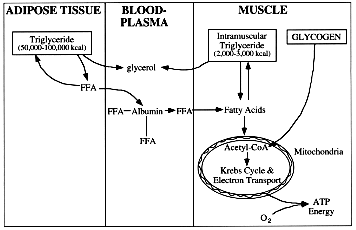 ADIPOSE TISSUE
BLOOD-
PLASMA
MUSCLE
Triglyceride
(50,000-100,000 kcal)
FFA
glycerol
Intramuscular
Triglyceride
(2,000-3,000 kcal)
GLYCOGEN
FFA—Albumin
FFA
FFA
Fatty Acids
Acetyl-CoA
Krebs Cycle &
Electron Transport
Mitochondria
ATP
Energy
O2